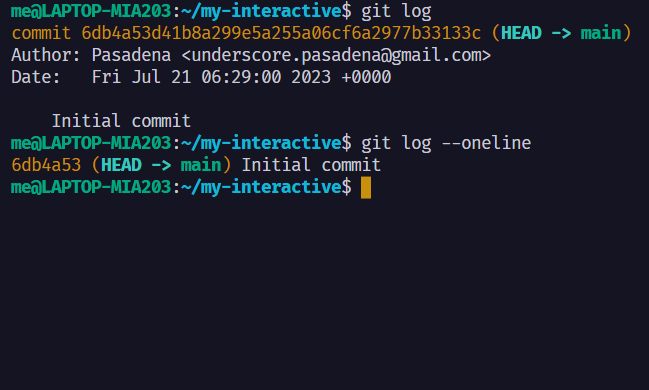 me@LAPTOP-MIA203:~/my-interactive$ git log
commit 6db4a53d41b8a299e5a255a06cf6a2977b33133c (HEAD -> main)
Author: Pasadena <underscore.pasadena@gmail.com>
Date:   Fri Jul 21 06:29:00 2023 +0000
    Initial commit
me@LAPTOP-MIA203:~/my-interactive$ git log --oneline
6db4a53 (HEAD -> main) Initial commit
me@LAPTOP-MIA203:~/my-interactive$